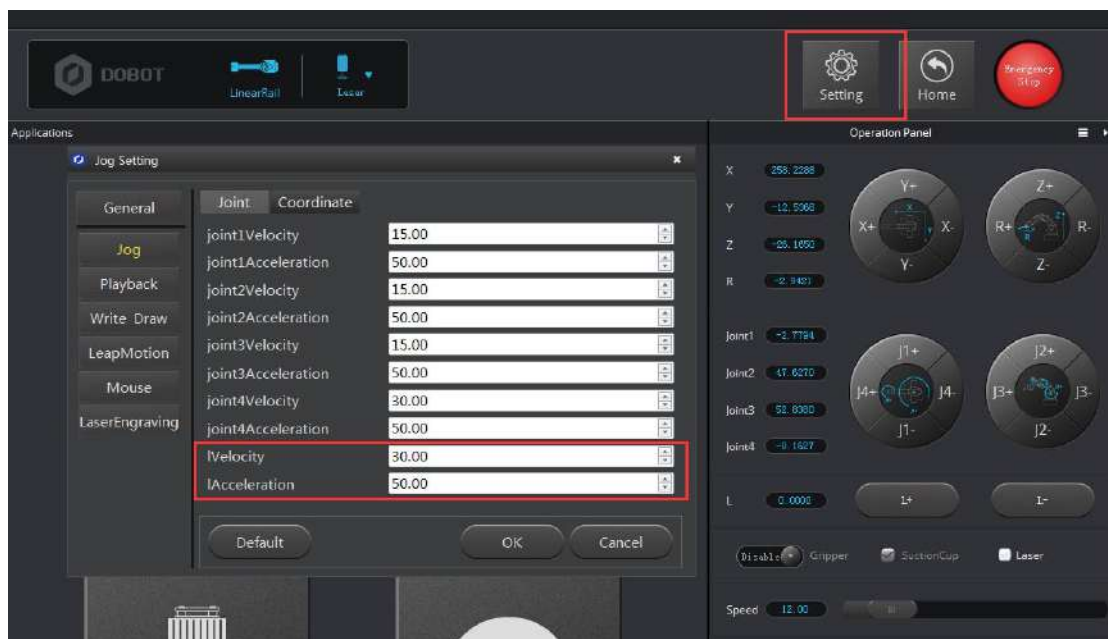 DOBOT
LinearRail
Laser
Setting
Home
Emergency
Stop
Applications
Operation Panel
Jog Setting
General
Jog
Playback
Write Draw
LeapMotion
Mouse
LaserEngraving
Joint Coordinate
joint1Velocity 15.00
joint1Acceleration 50.00
joint2Velocity 15.00
joint2Acceleration 50.00
joint3Velocity 15.00
joint3Acceleration 50.00
joint4Velocity 30.00
joint4Acceleration 50.00
lVelocity 30.00
lAcceleration 50.00
Default OK Cancel
X 258.2288
Y -12.5368
Z -26.1650
R -2.9421
Y+
X+ X-
Y-
Z+
R+ R-
Z-
Joint1 -2.7794
Joint2 47.6270
Joint3 52.8380
Joint4 -0.1627
J1+
J4+ J4-
J1-
J2+
J3+ J3-
J2-
L 0.0000 L+ L-
Disable Gripper SuctionCup Laser
Speed 12.00